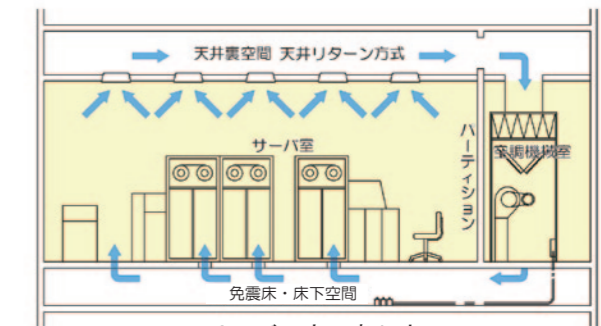 天井裏空間 天井リターン方式
サーバ室
パーティション
空調機械室
免震床・床下空間